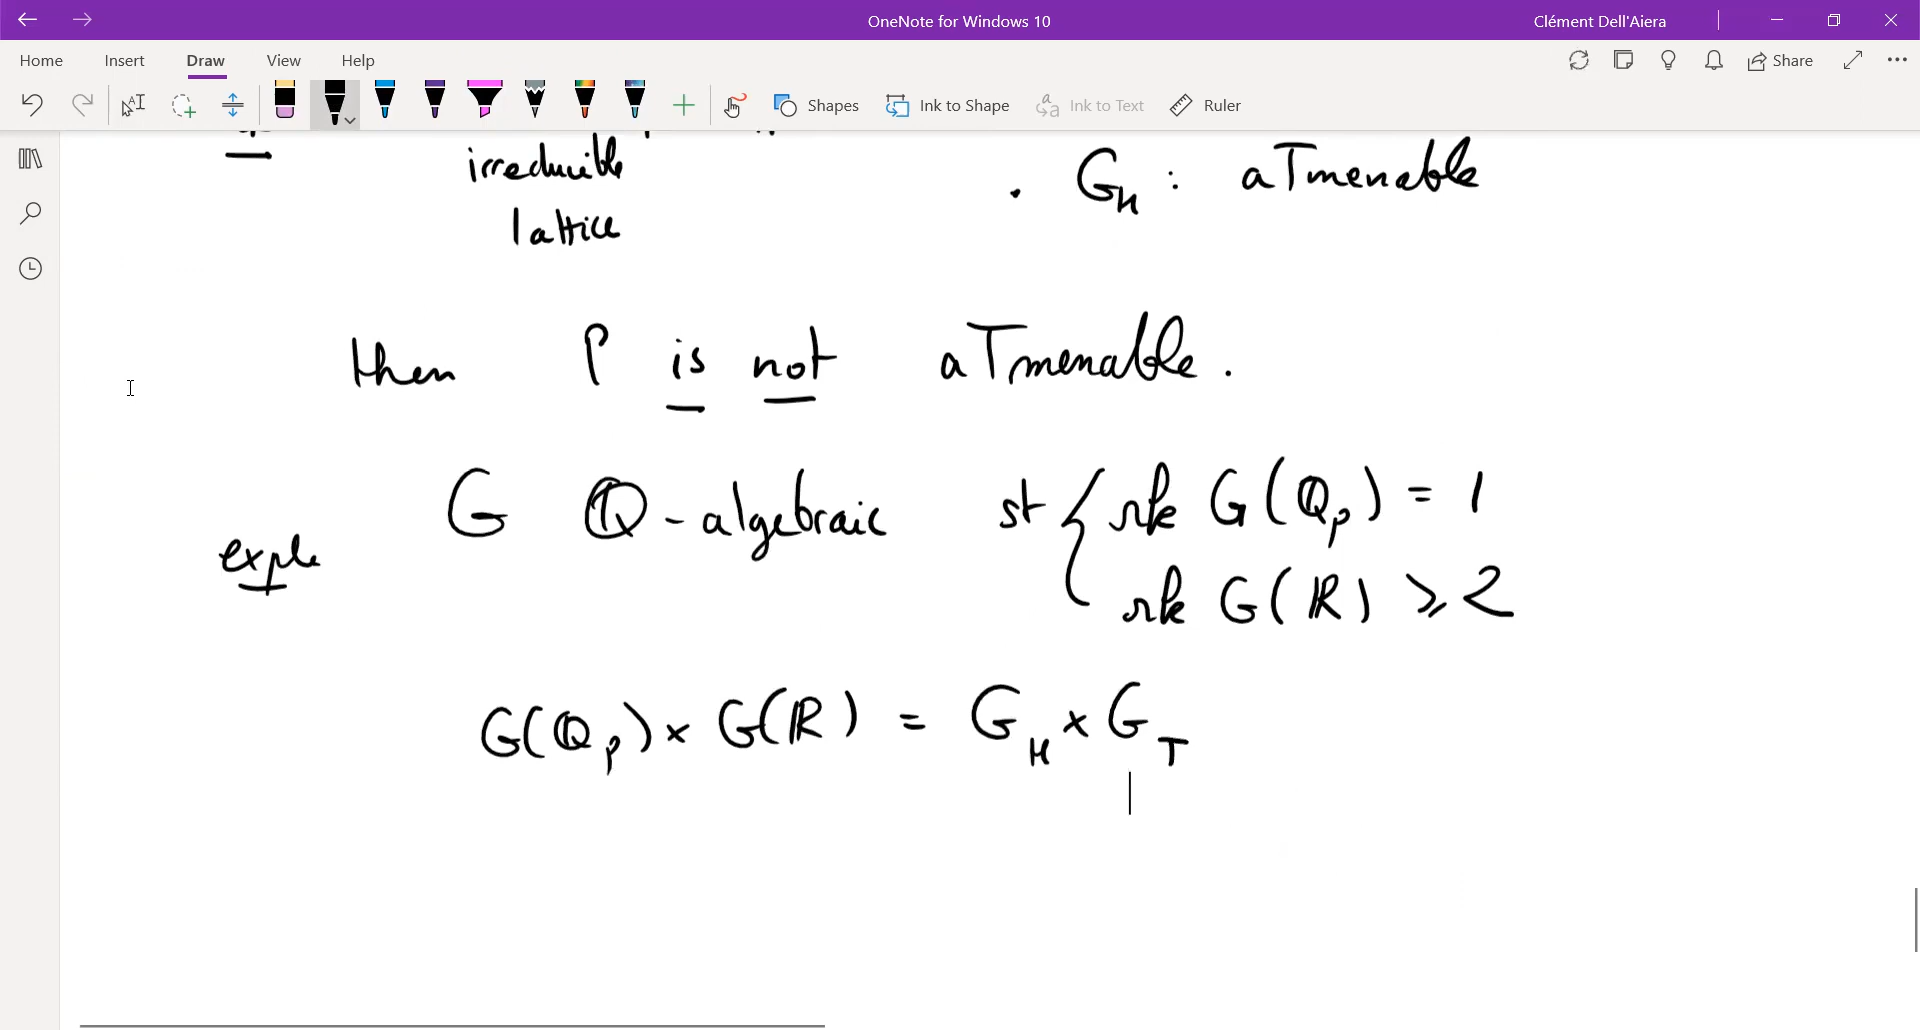 OneNote for Windows 10
Clément Dell'Aiera
Home Insert Draw View Help
Share
Shapes Ink to Shape Ink to Text Ruler
irreducible
lattice
. G_H : aTmenable
then Γ is not aTmenable.
exple G ℚ-algebraic st { rk G(ℚ_p) = 1
rk G(ℝ) ⩾ 2
G(ℚ_p) × G(ℝ) = G_H × G_T